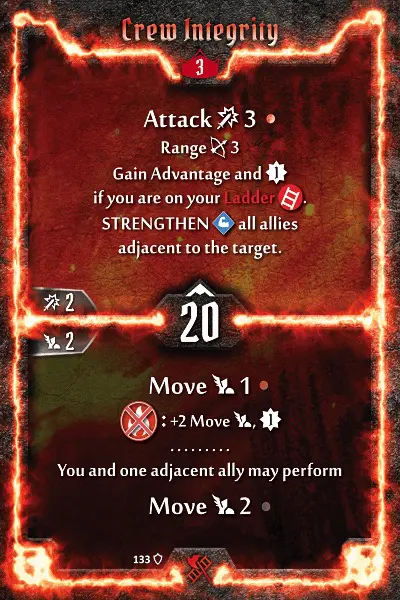 Crew Integrity
3
Attack 3
Range 3
Gain Advantage and 1
if you are on your Ladder .
STRENGTHEN all allies
adjacent to the target.
2
20
2
Move 1
: +2 Move , 1
.........
You and one adjacent ally may perform
Move 2
133